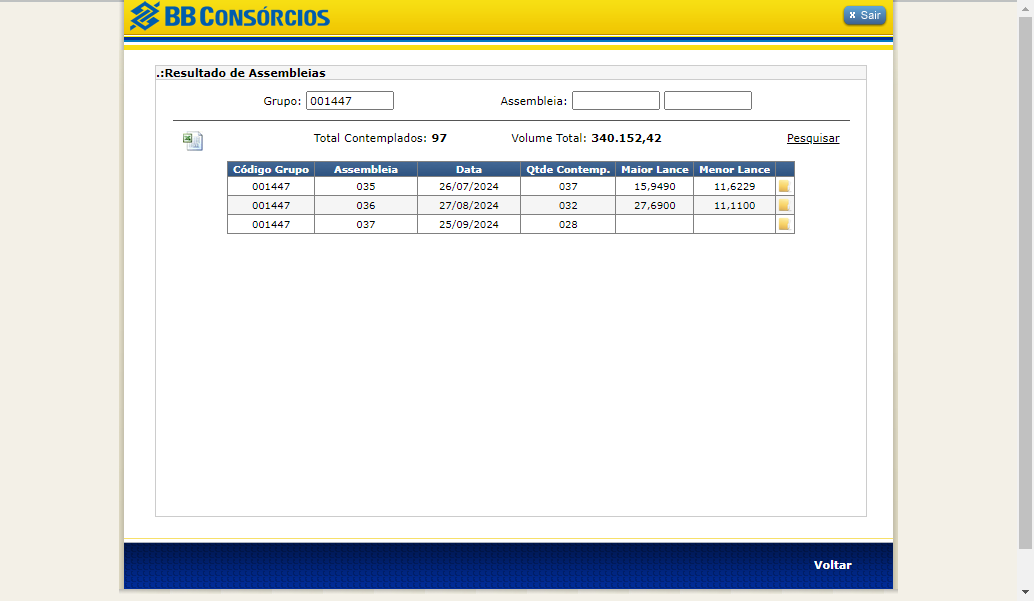 BB CONSÓRCIOS
x Sair
.:Resultado de Assembleias
Grupo: 001447 Assembleia:
Total Contemplados: 97 Volume Total: 340.152,42 Pesquisar
Código Grupo Assembleia Data Qtde Contemp. Maior Lance Menor Lance
001447 035 26/07/2024 037 15,9490 11,6229
001447 036 27/08/2024 032 27,6900 11,1100
001447 037 25/09/2024 028
Voltar